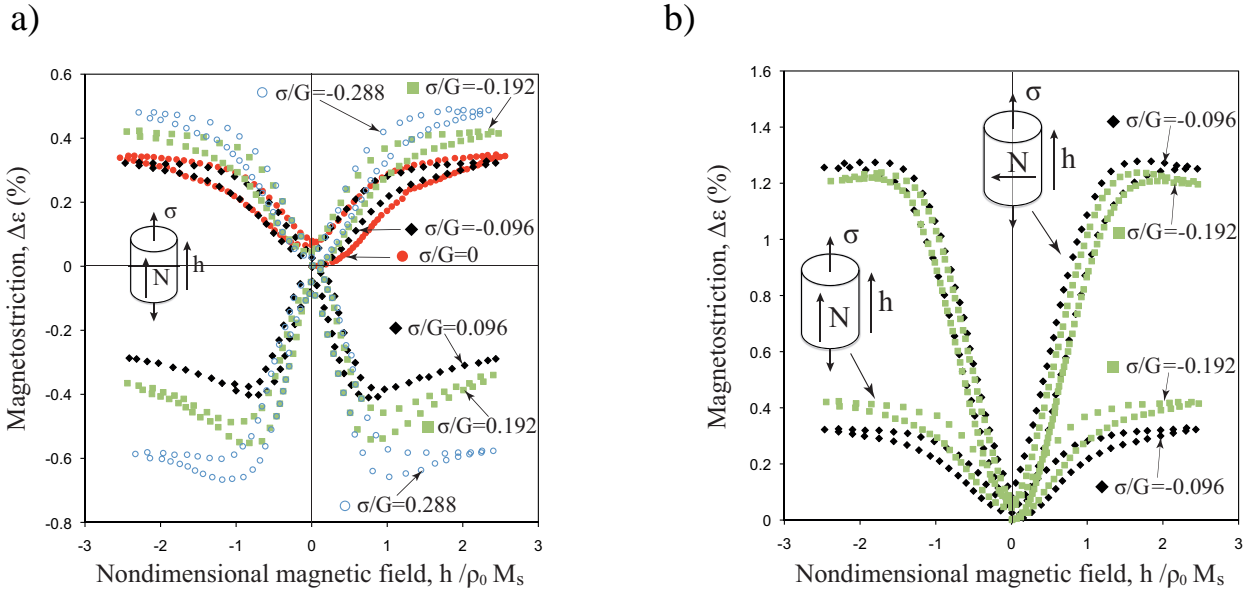 a)
0.6
0.4
0.2
0
-0.2
-0.4
-0.6
-0.8
-3
-2
-1
0
1
2
3
Magnetostriction, Δε (%)
Nondimensional magnetic field, h /ρ₀ Mₛ
σ/G=-0.288
σ/G=-0.192
σ/G=-0.096
σ/G=0
σ/G=0.096
σ/G=0.192
σ/G=0.288
σ
N
h
b)
1.6
1.4
1.2
1
0.8
0.6
0.4
0.2
0
-3
-2
-1
0
1
2
3
Magnetostriction, Δε (%)
Nondimensional magnetic field, h /ρ₀ Mₛ
σ
N
h
σ/G=-0.096
σ/G=-0.192
σ
N
h
σ/G=-0.192
σ/G=-0.096